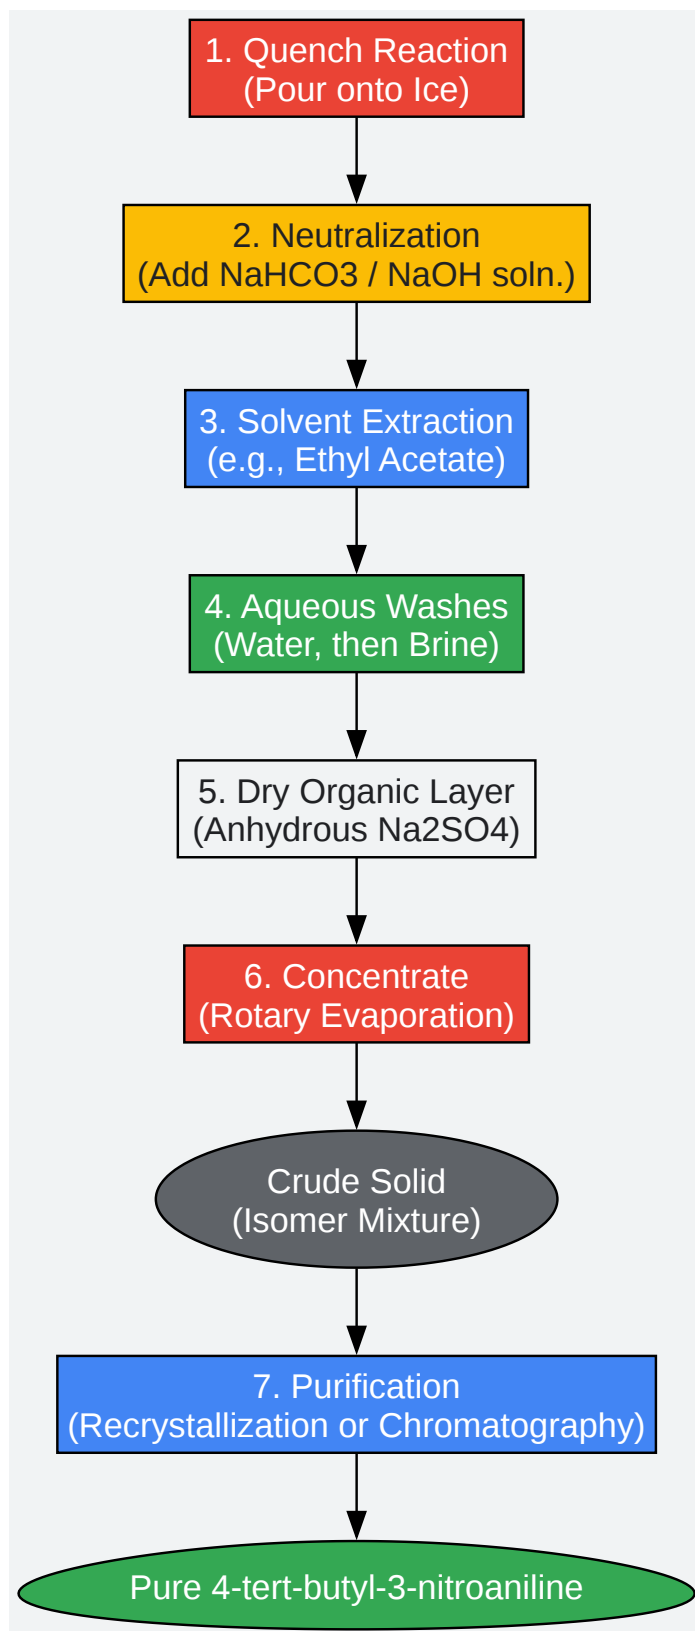 1. Quench Reaction
(Pour onto Ice)
2. Neutralization
(Add NaHCO3 / NaOH soln.)
3. Solvent Extraction
(e.g., Ethyl Acetate)
4. Aqueous Washes
(Water, then Brine)
5. Dry Organic Layer
(Anhydrous Na2SO4)
6. Concentrate
(Rotary Evaporation)
Crude Solid
(Isomer Mixture)
7. Purification
(Recrystallization or Chromatography)
Pure 4-tert-butyl-3-nitroaniline